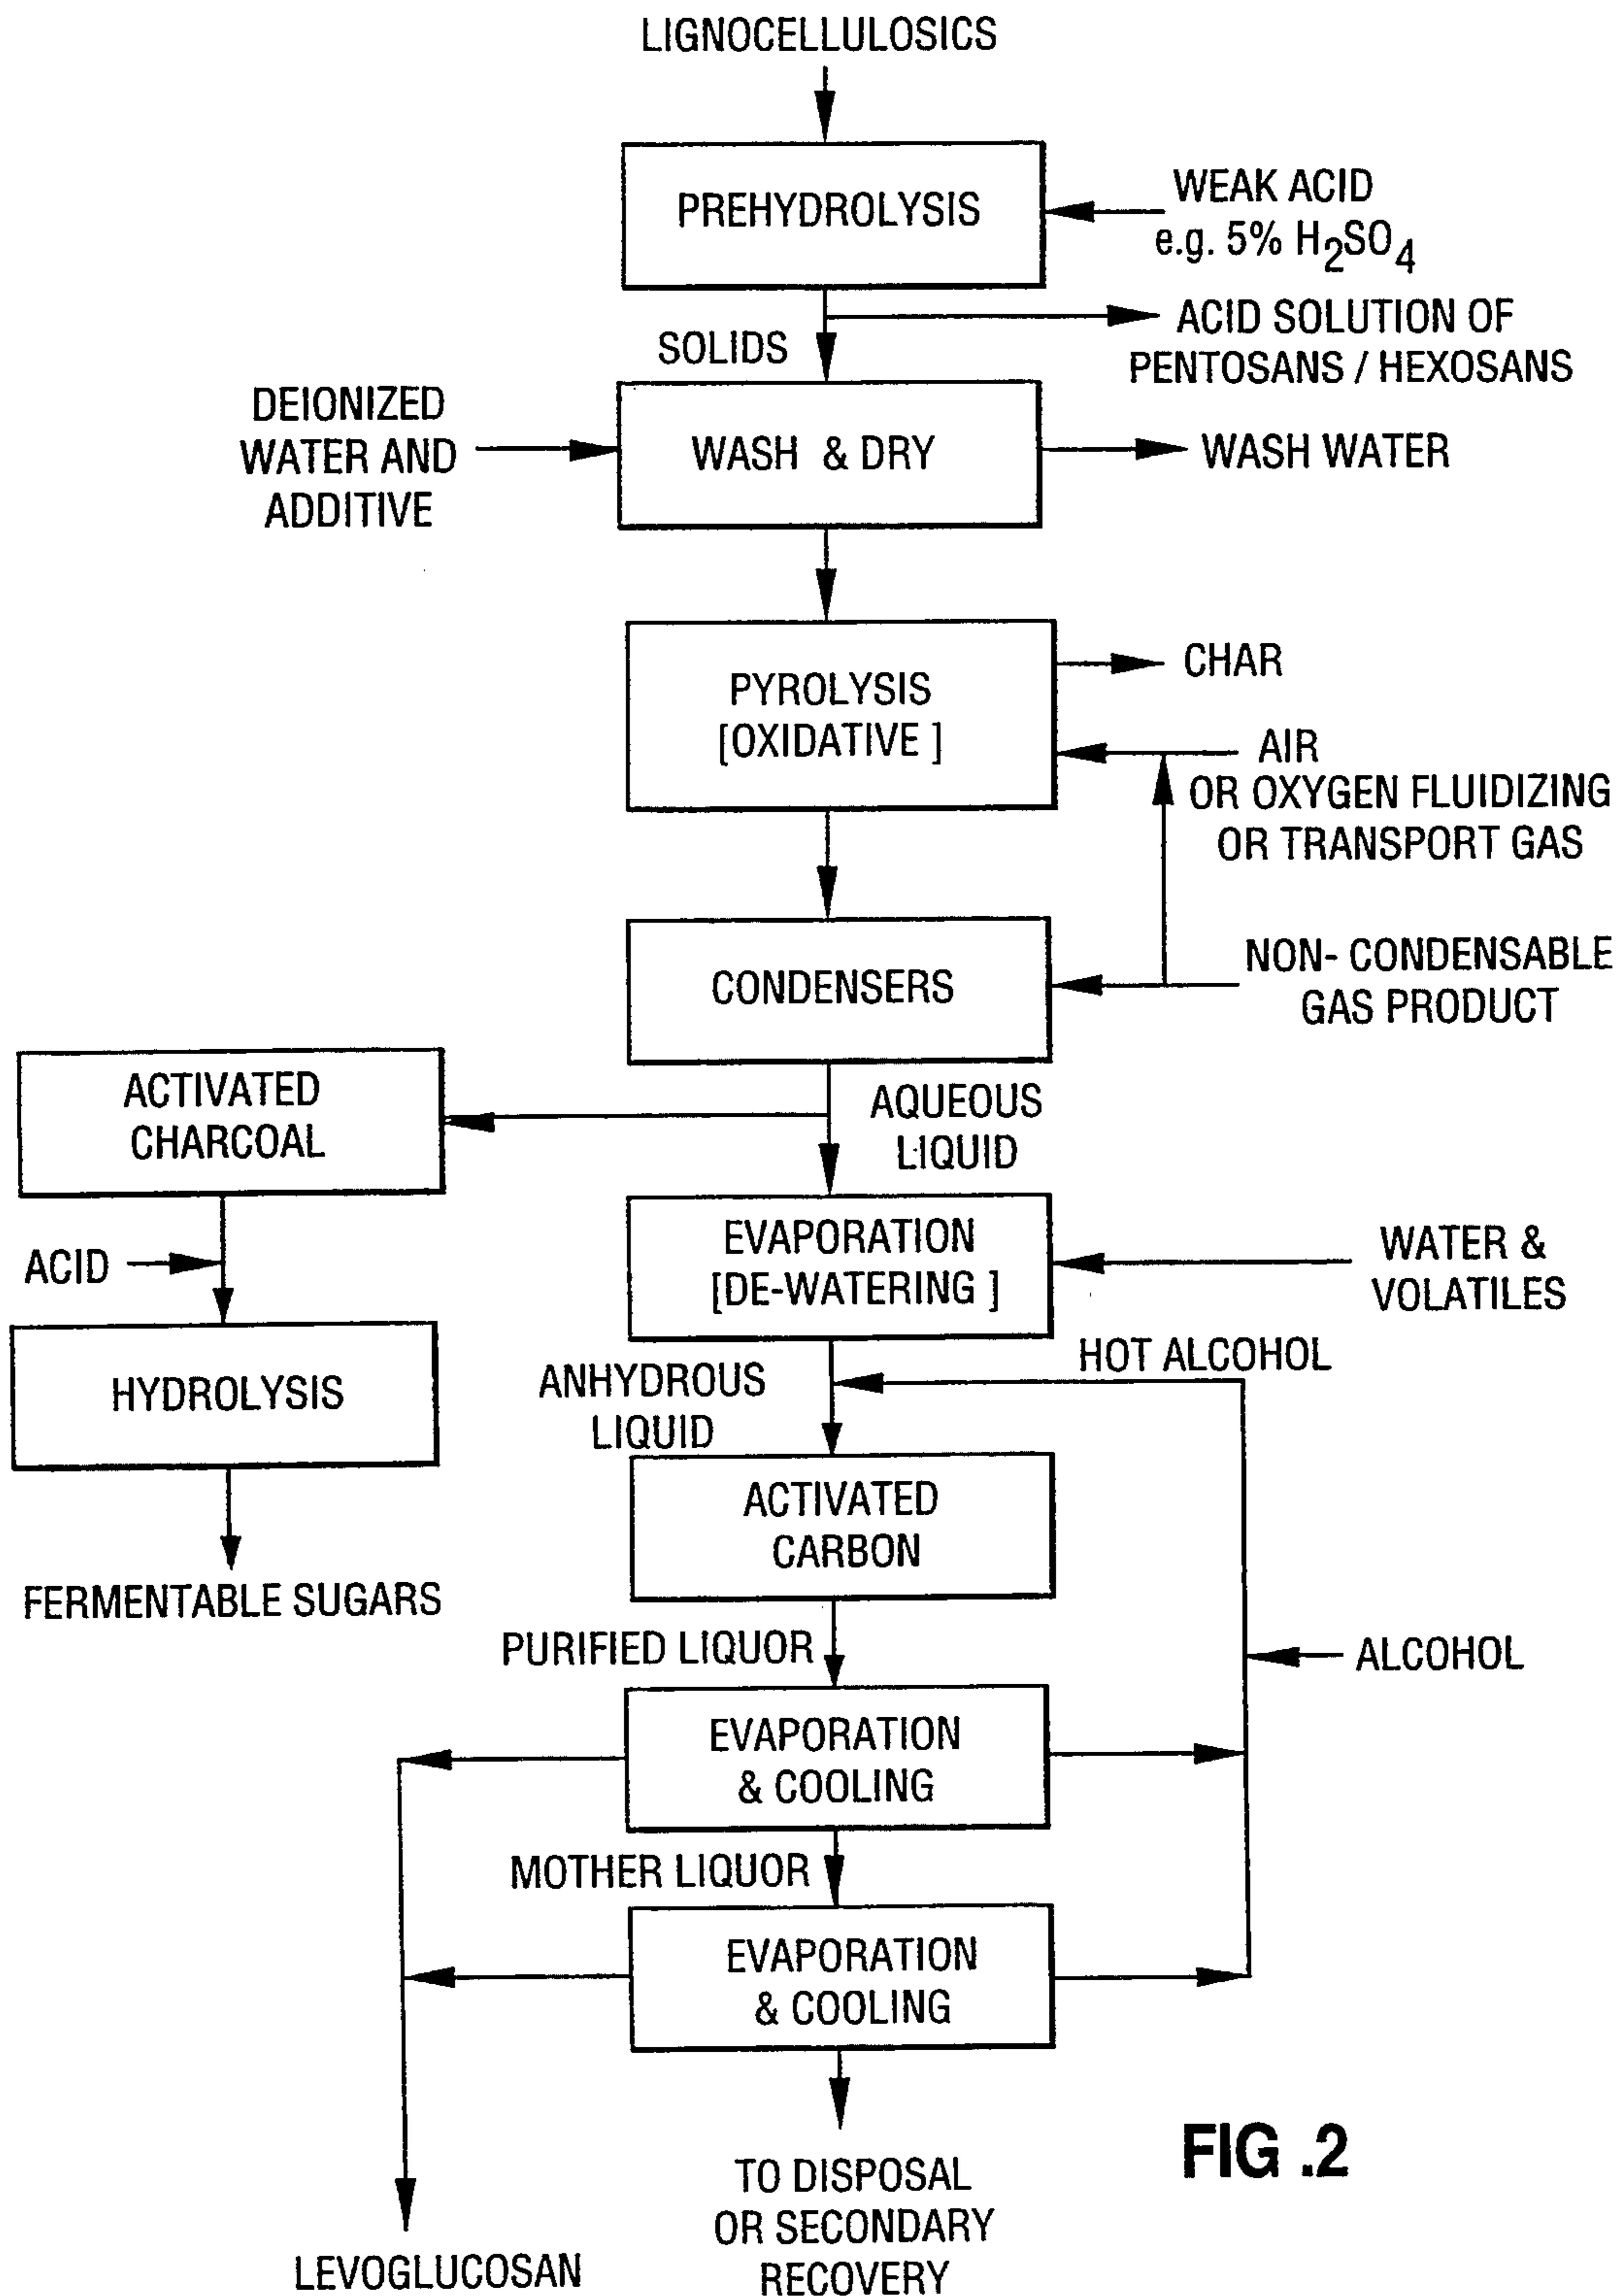 LIGNOCELLULOSICS
PREHYDROLYSIS
WEAK ACID
e.g. 5% H₂SO₄
SOLIDS
ACID SOLUTION OF
PENTOSANS / HEXOSANS
DEIONIZED
WATER AND
ADDITIVE
WASH & DRY
WASH WATER
PYROLYSIS
[OXIDATIVE ]
CHAR
AIR
OR OXYGEN FLUIDIZING
OR TRANSPORT GAS
CONDENSERS
NON- CONDENSABLE
GAS PRODUCT
ACTIVATED
CHARCOAL
AQUEOUS
LIQUID
EVAPORATION
[DE-WATERING ]
WATER &
VOLATILES
ACID
HYDROLYSIS
HOT ALCOHOL
ANHYDROUS
LIQUID
ACTIVATED
CARBON
FERMENTABLE SUGARS
PURIFIED LIQUOR
ALCOHOL
EVAPORATION
& COOLING
MOTHER LIQUOR
EVAPORATION
& COOLING
FIG .2
TO DISPOSAL
OR SECONDARY
RECOVERY
LEVOGLUCOSAN